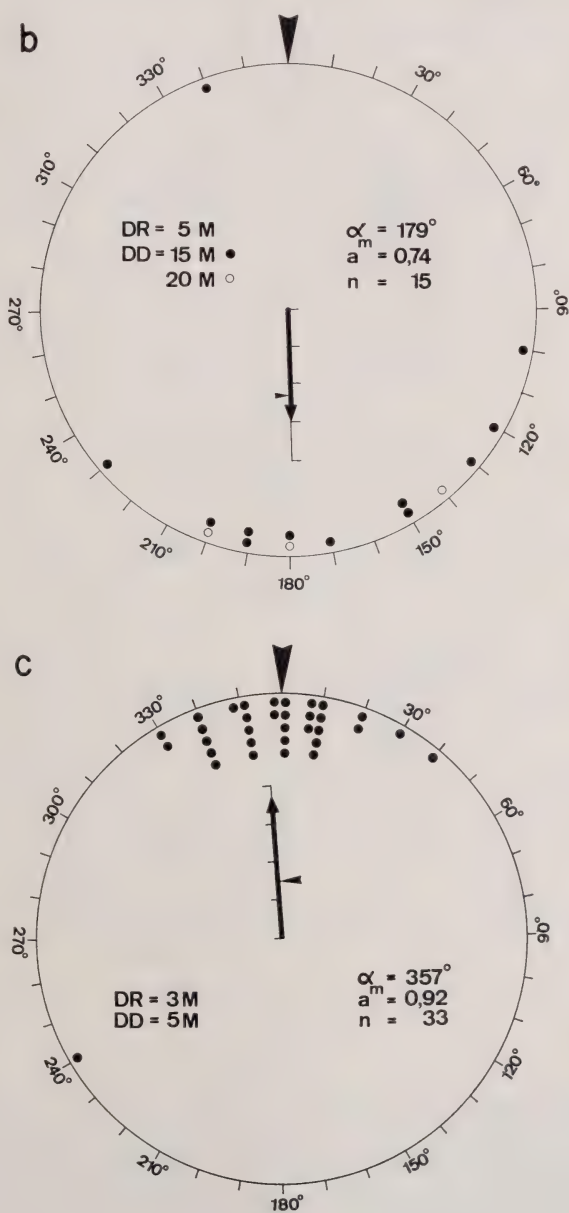 b
330°
30°
310°
60°
DR = 5 M
DD = 15 M ●
20 M ○
αm = 179°
a = 0,74
n = 15
270°
90°
240°
120°
210°
150°
180°
c
330°
30°
300°
60°
270°
90°
DR = 3 M
DD = 5 M
αm = 357°
a = 0,92
n = 33
240°
120°
210°
150°
180°